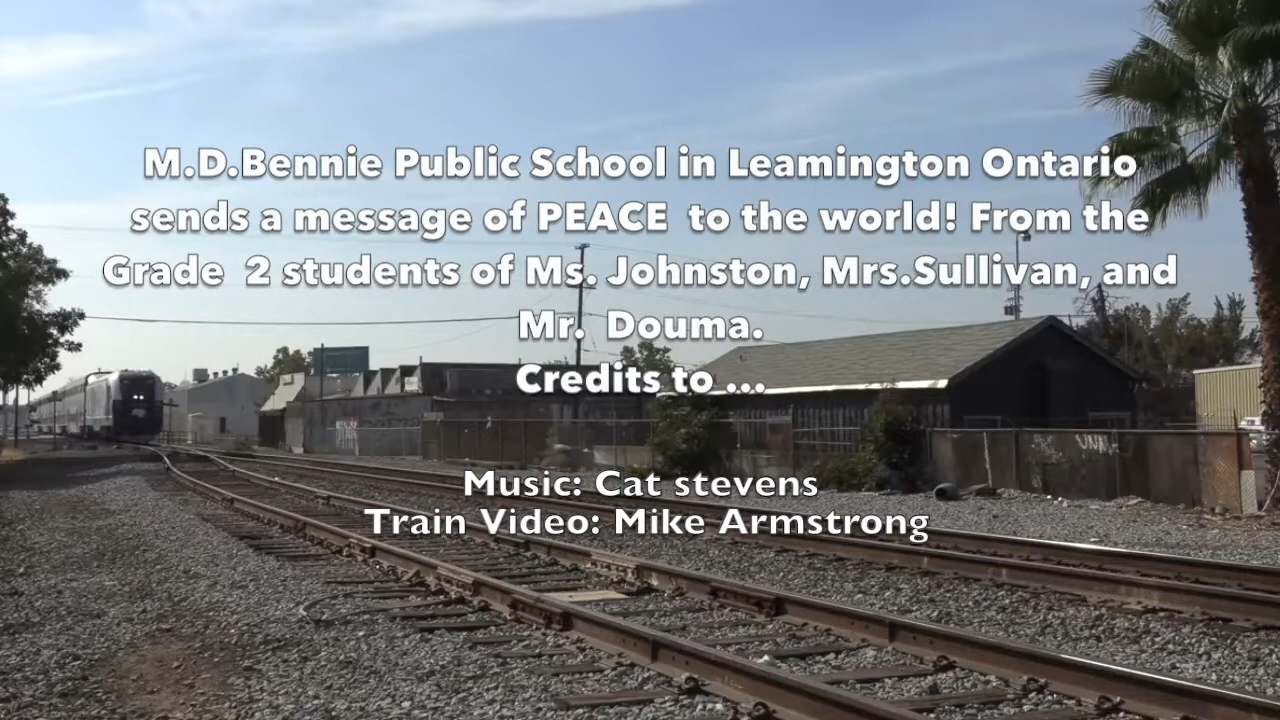 M.D.Bennie Public School in Leamington Ontario
sends a message of PEACE to the world! From the
Grade 2 students of Ms. Johnston, Mrs.Sullivan, and
Mr. Douma.
Credits to ...
Music: Cat stevens
Train Video: Mike Armstrong